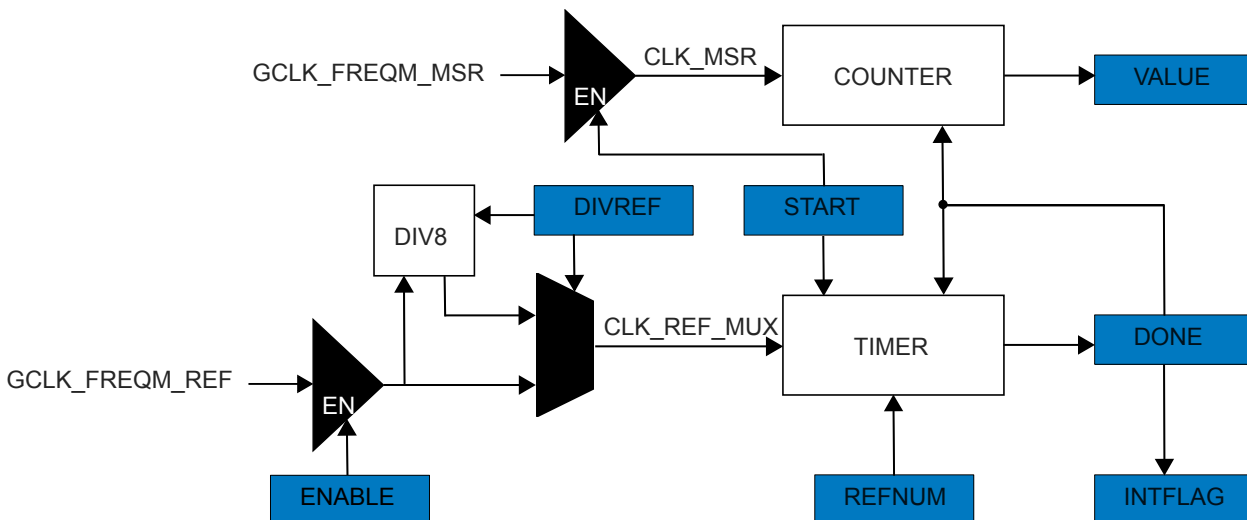 CLK_MSR
GCLK_FREQM_MSR
COUNTER
VALUE
EN
DIVREF
START
DIV8
CLK_REF_MUX
TIMER
DONE
GCLK_FREQM_REF
EN
ENABLE
REFNUM
INTFLAG